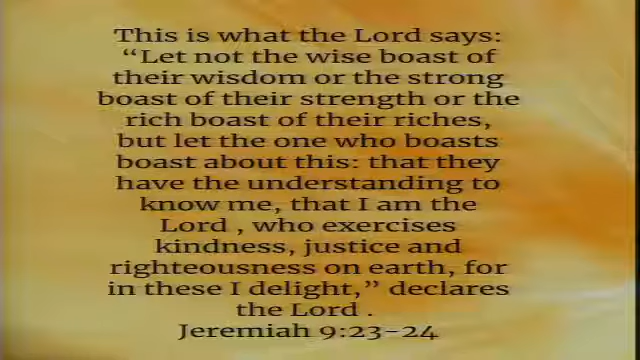 This is what the Lord says:
“Let not the wise boast of
their wisdom or the strong
boast of their strength or the
rich boast of their riches,
but let the one who boasts
boast about this: that they
have the understanding to
know me, that I am the
Lord , who exercises
kindness, justice and
righteousness on earth, for
in these I delight,” declares
the Lord .
Jeremiah 9:23-24